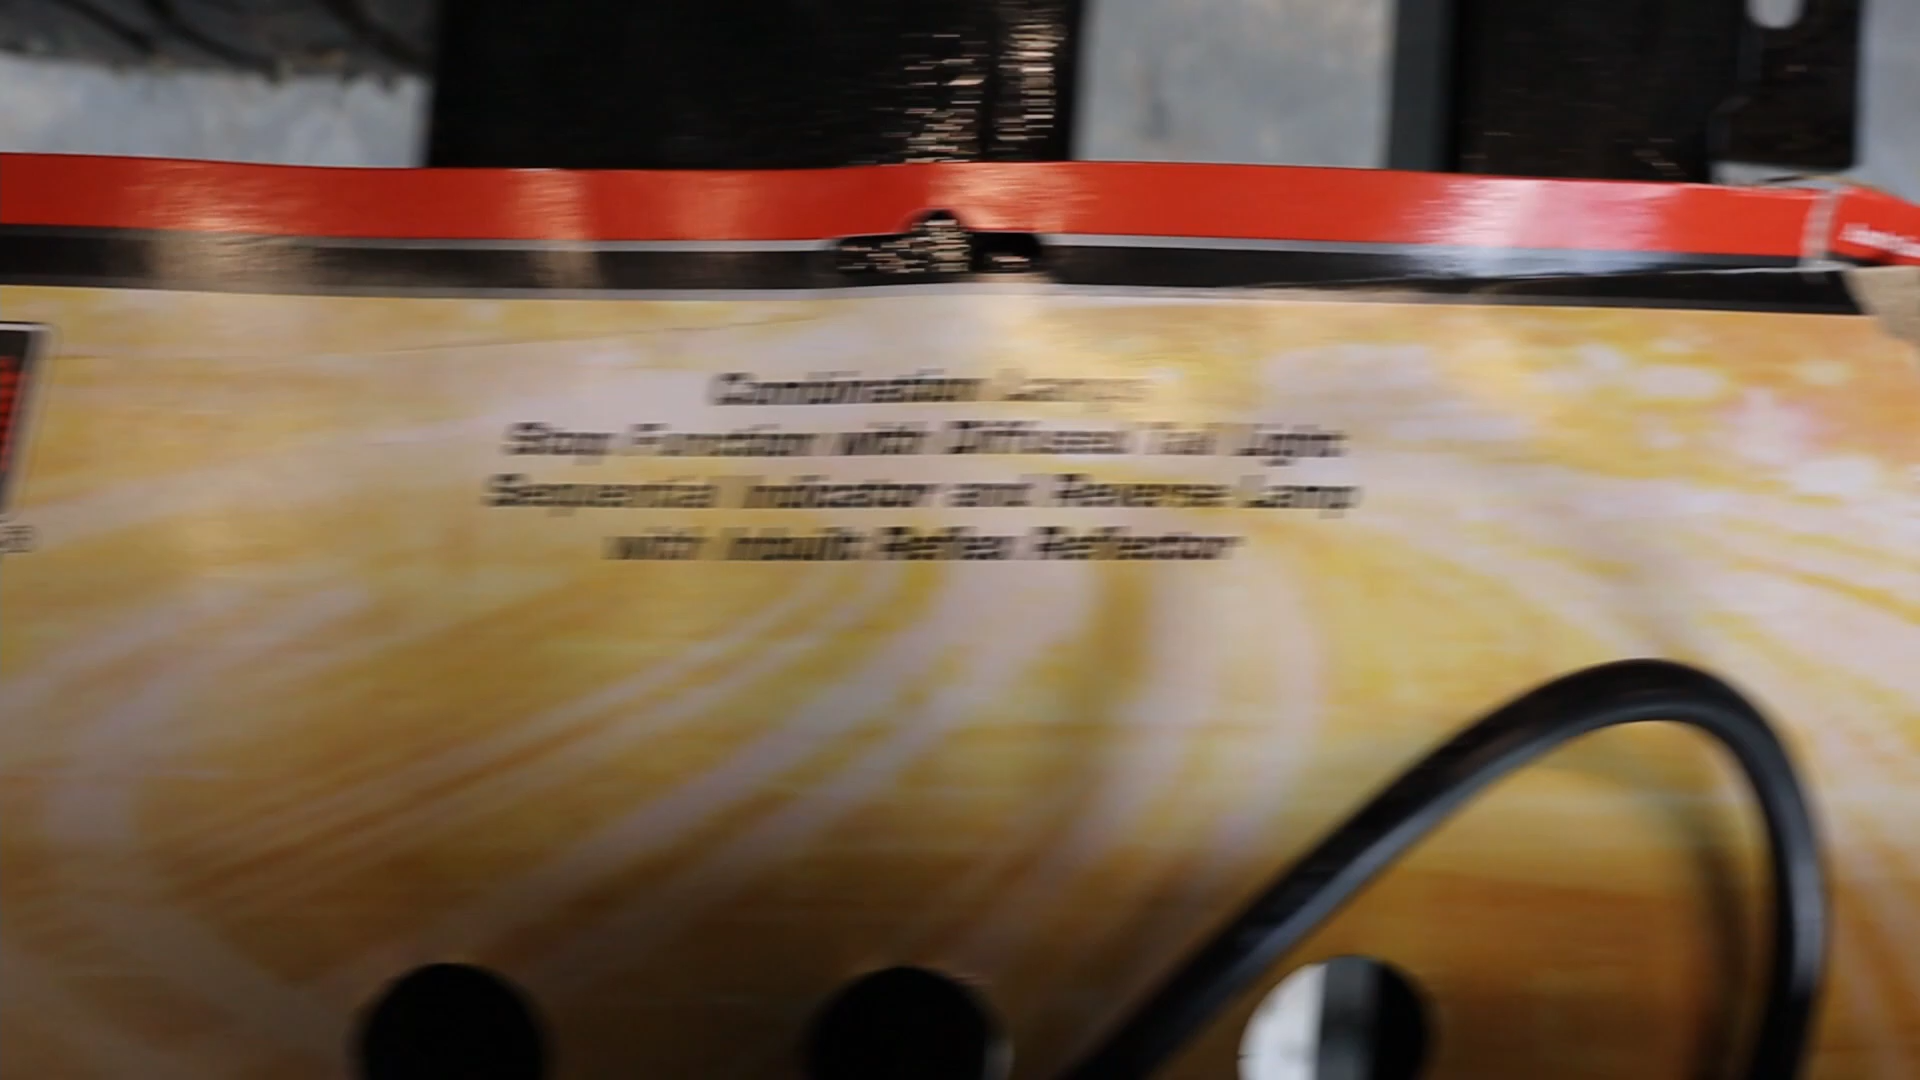 Combination Lamps
Stop Function with Diffused Tail Light
Sequential Indicator and Reverse Lamp
with Inbuilt Reflex Reflector